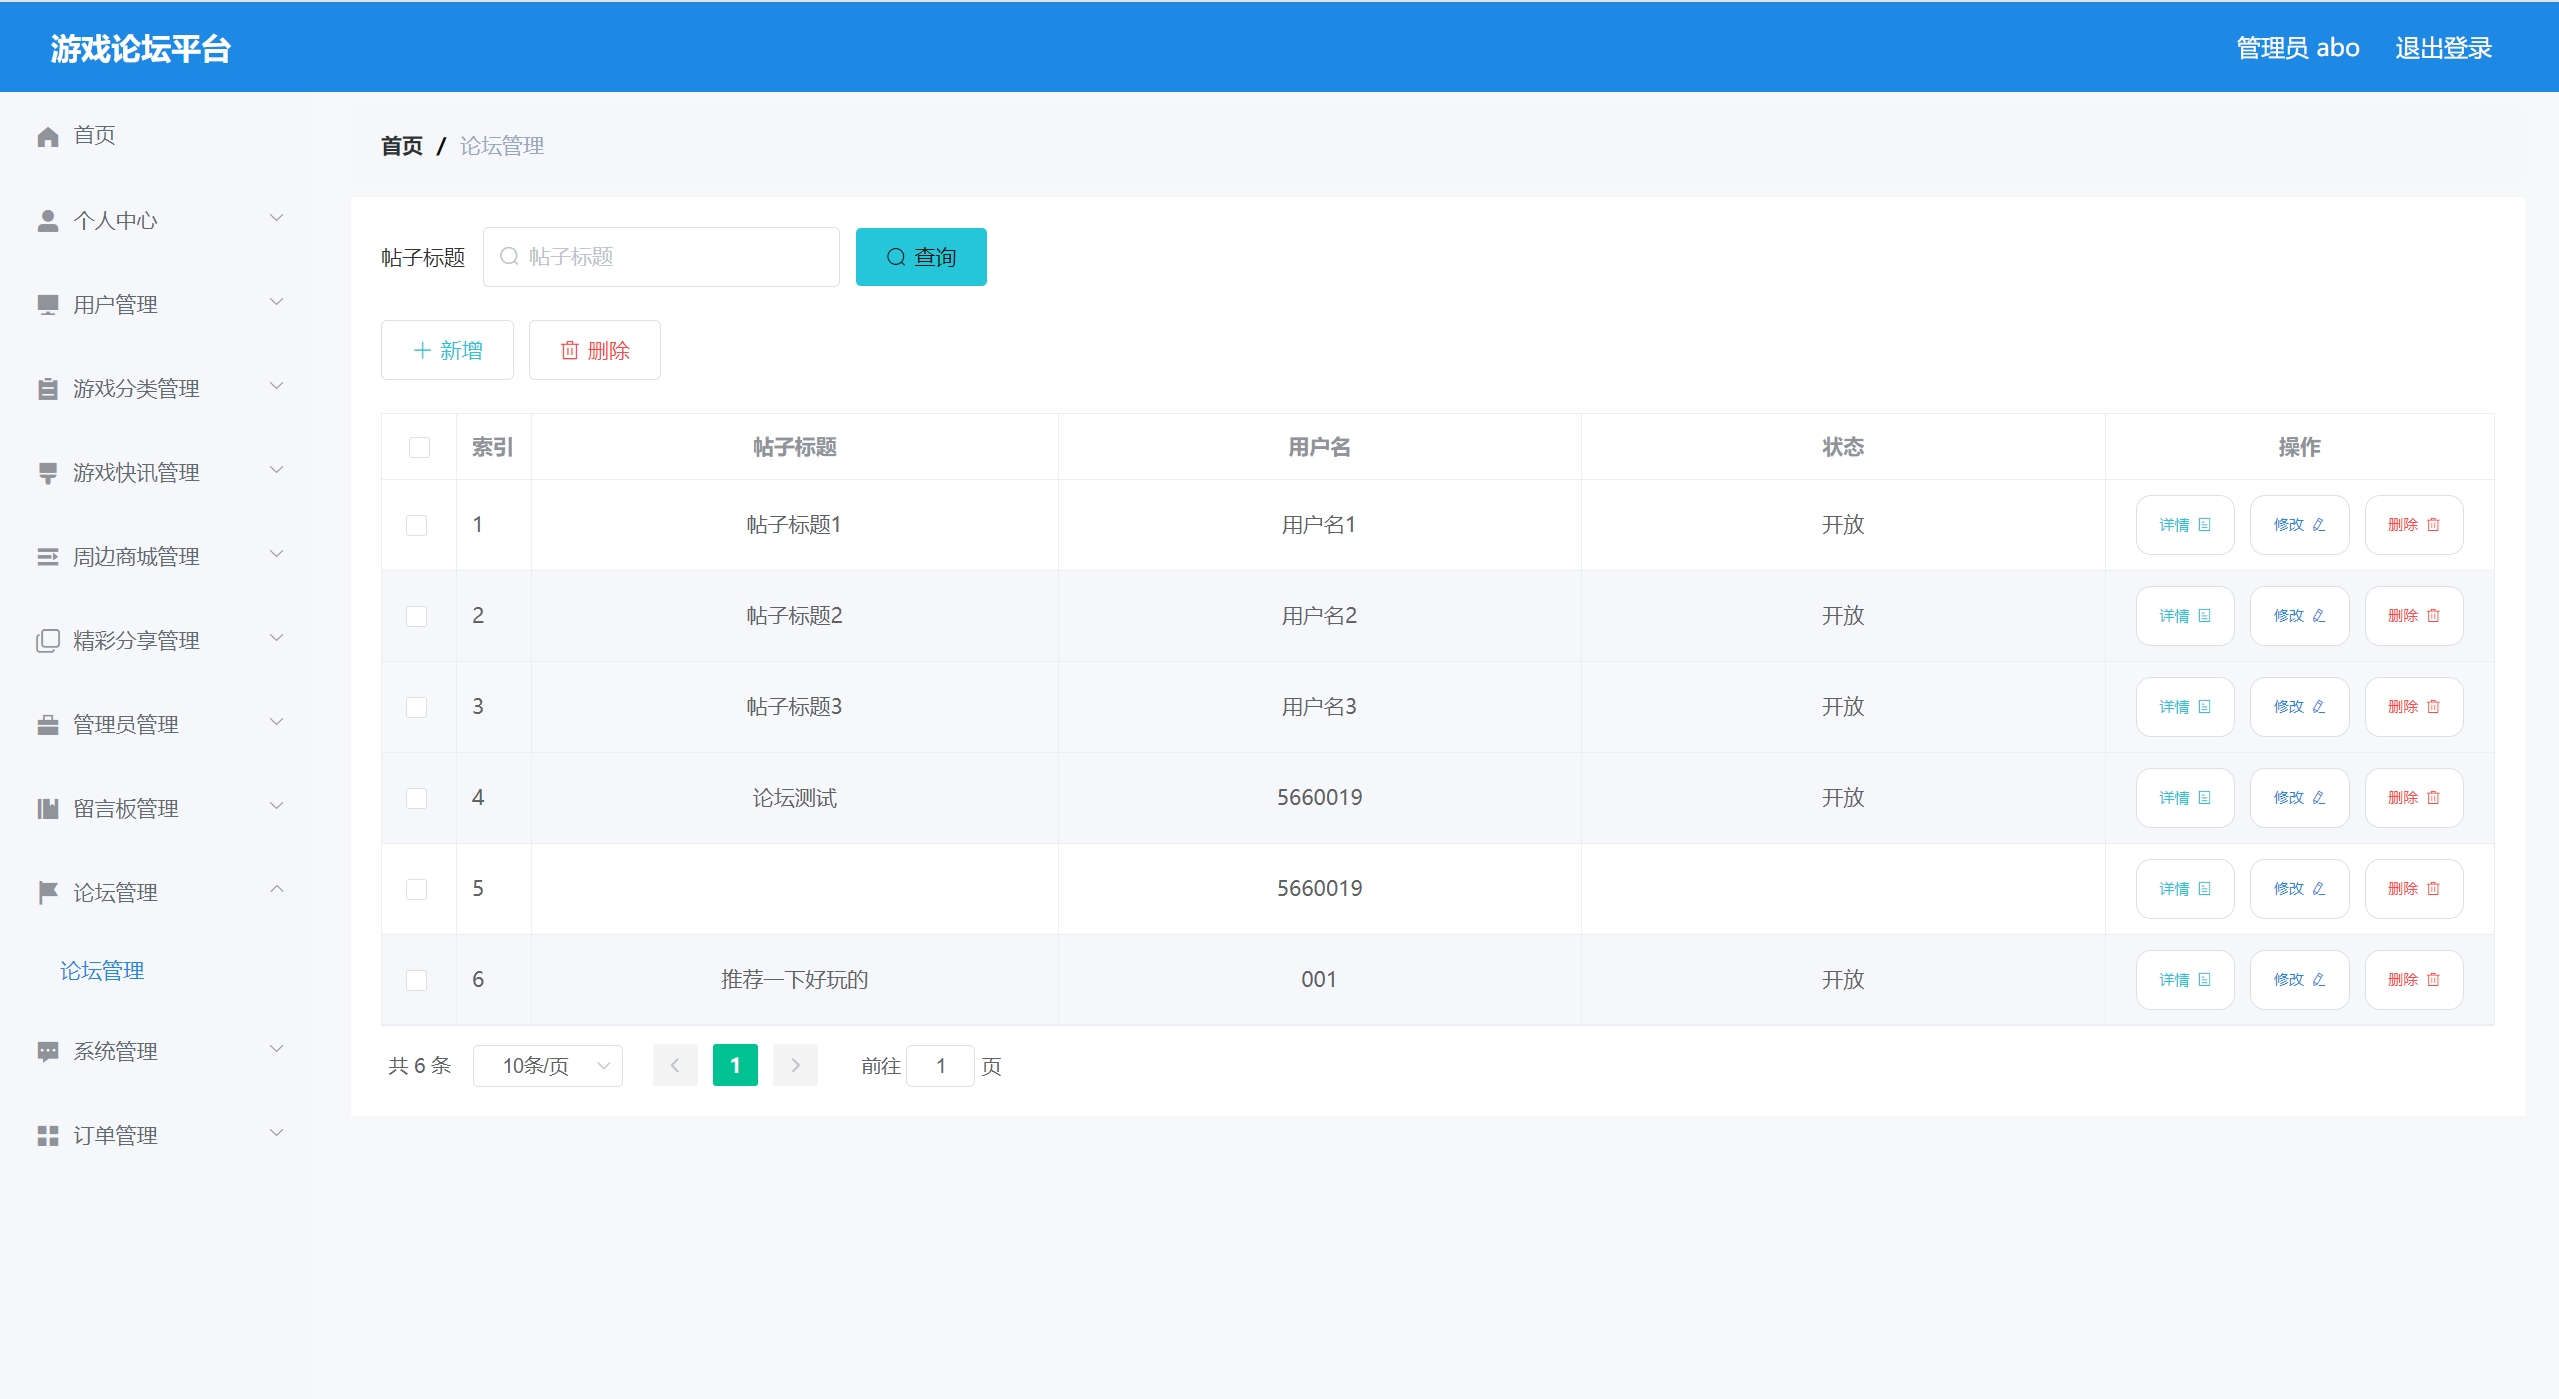 游戏论坛平台
管理员 abo 退出登录
首页
个人中心
用户管理
游戏分类管理
游戏快讯管理
周边商城管理
精彩分享管理
管理员管理
留言板管理
论坛管理
论坛管理
系统管理
订单管理
首页 / 论坛管理
帖子标题 帖子标题 查询
新增 删除
索引 帖子标题 用户名 状态 操作
1 帖子标题1 用户名1 开放 详情 修改 删除
2 帖子标题2 用户名2 开放 详情 修改 删除
3 帖子标题3 用户名3 开放 详情 修改 删除
4 论坛测试 5660019 开放 详情 修改 删除
5 5660019 详情 修改 删除
6 推荐一下好玩的 001 开放 详情 修改 删除
共 6 条 10条/页 1 前往 1 页